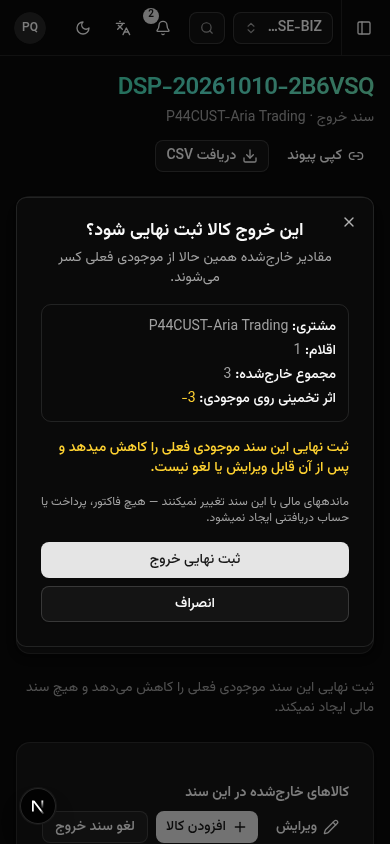 PQ
2
...SE-BIZ
DSP-20261010-2B6VSQ
سند خروج · P44CUST-Aria Trading
کپی پیوند
دریافت CSV
این خروج کالا ثبت نهایی شود؟
مقادیر خارج‌شده همین حالا از موجودی فعلی کسر
می‌شوند.
مشتری: P44CUST-Aria Trading
اقلام: 1
مجموع خارج‌شده: 3
اثر تخمینی روی موجودی: 3-
ثبت نهایی این سند موجودی فعلی را کاهش میدهد و
پس از آن قابل ویرایش یا لغو نیست.
ماندههای مالی با این سند تغییر نمیکنند — هیچ فاکتور، پرداخت یا
حساب دریافتنی ایجاد نمیشود.
ثبت نهایی خروج
انصراف
ثبت نهایی این سند موجودی فعلی را کاهش می‌دهد و هیچ سند
مالی ایجاد نمیکند.
کالاهای خارج‌شده در این سند
ویرایش
افزودن کالا
لغو سند خروج
N